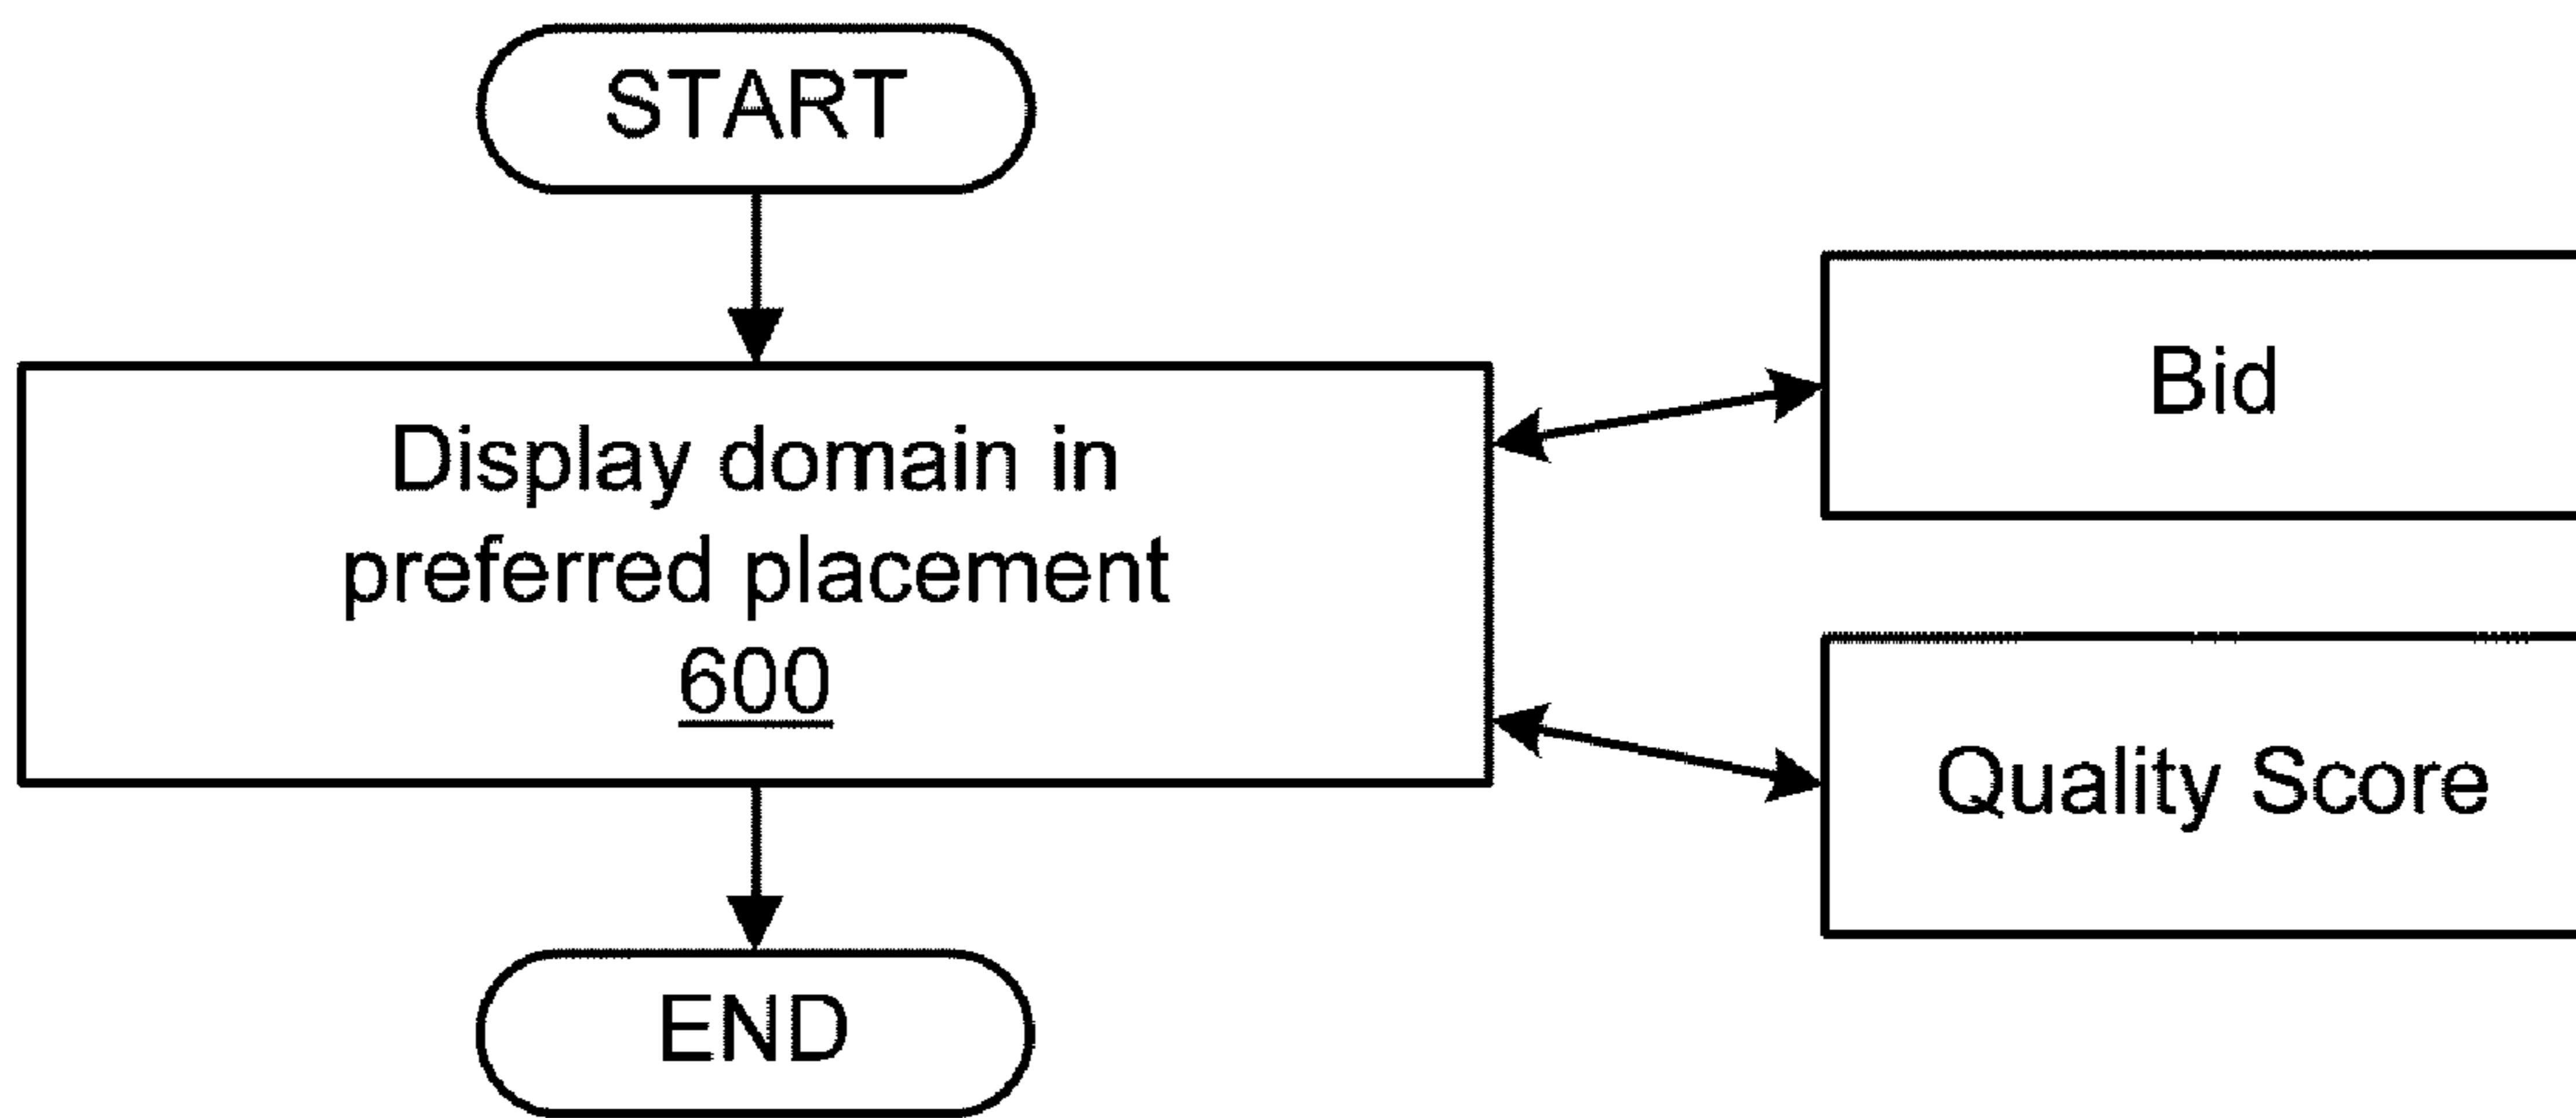 START
Display domain in
preferred placement
600
Bid
Quality Score
END